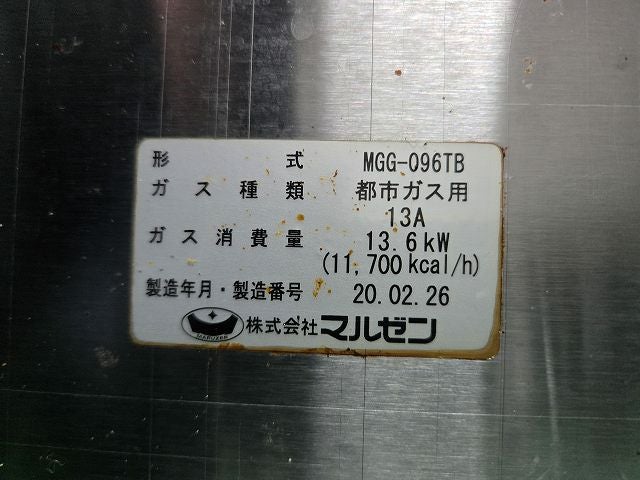 形式 MGG-096TB
ガス種類 都市ガス用
13A
ガス消費量 13.6kW
(11,700kcal/h)
製造年月・製造番号 20.02.26
MARUZEN 株式会社マルゼン